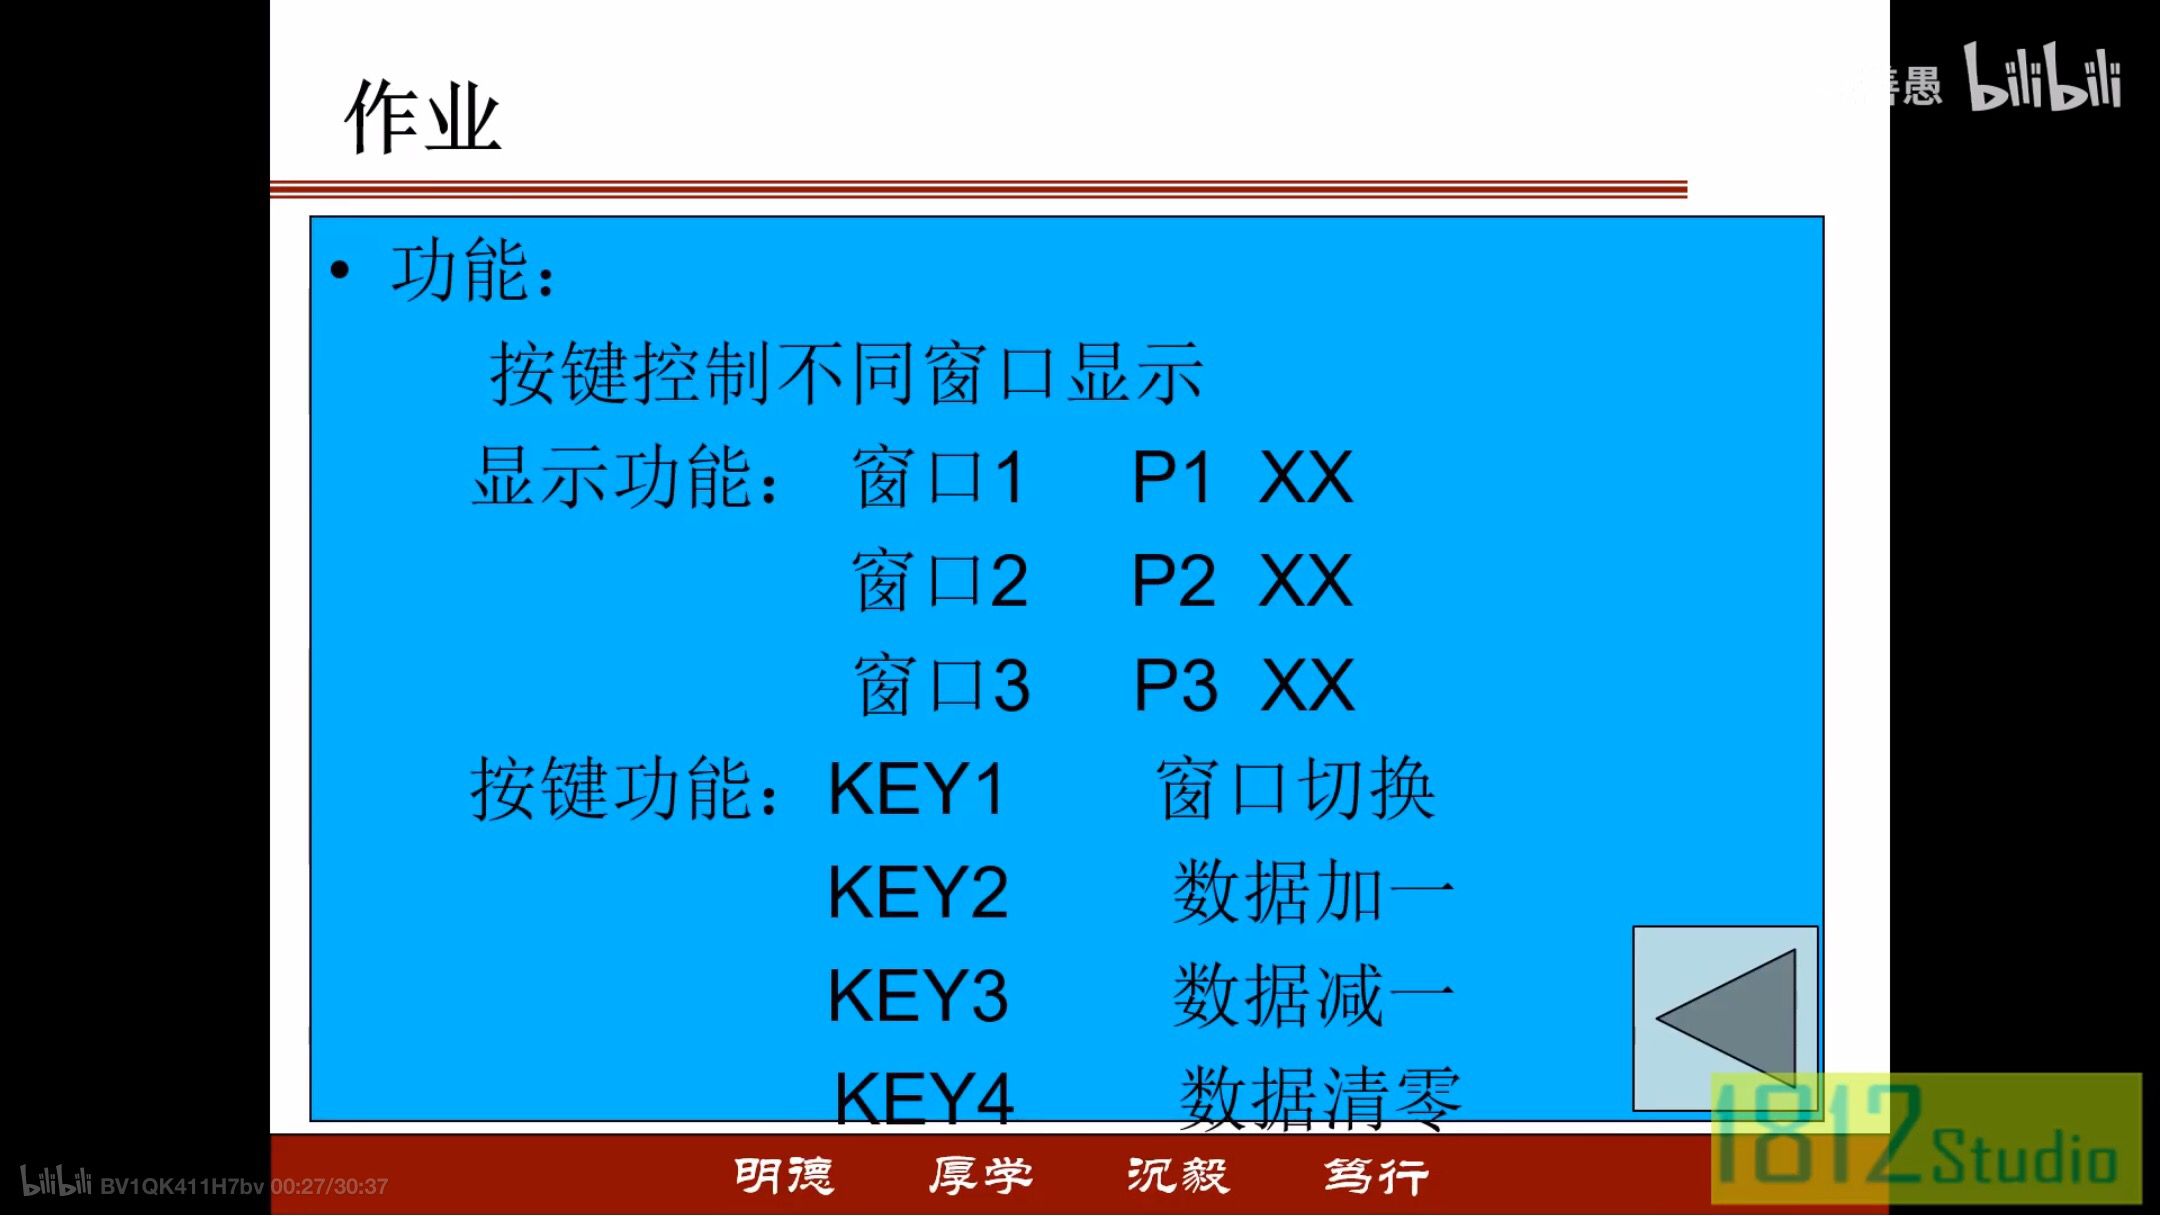 作业
愚 bilibili
• 功能：
按键控制不同窗口显示
显示功能： 窗口1 P1 XX
窗口2 P2 XX
窗口3 P3 XX
按键功能： KEY1 窗口切换
KEY2 数据加一
KEY3 数据减一
KEY4 数据清零
明德 厚学 沉毅 笃行
1812Studio
bilibili BV1QK411H7bv 00:27/30:37